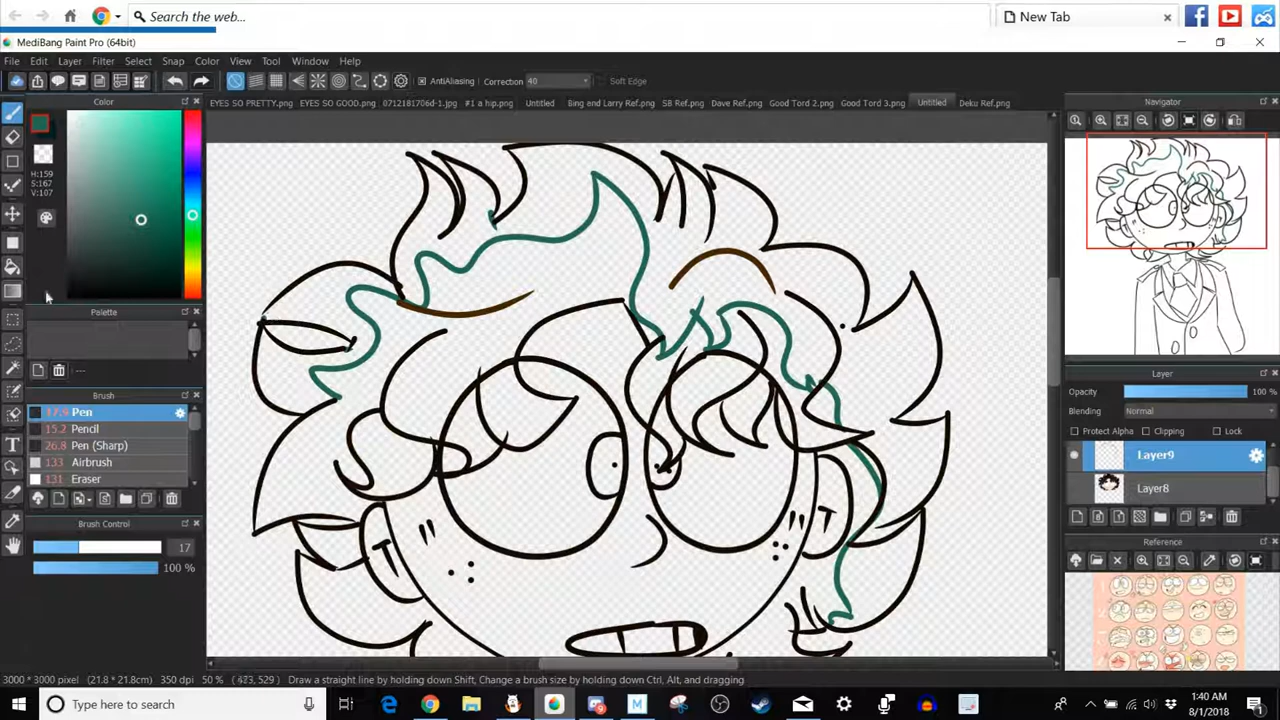 Search the web...
New Tab
MediBang Paint Pro (64bit)
File Edit Layer Filter Select Snap Color View Tool Window Help
AntiAliasing Correction 40 Soft Edge
Color
EYES SO PRETTY.png EYES SO GOOD.png 0712181706d-1.jpg #1 a hip.png Untitled Bing and Larry Ref.png SB Ref.png Dave Ref.png Good Tord 2.png Good Tord 3.png Untitled Deku Ref.png
Navigator
H:159
S:167
V:107
Palette
---
Brush
17.9 Pen
15.2 Pencil
26.8 Pen (Sharp)
133 Airbrush
131 Eraser
Brush Control
17
100 %
Layer
Opacity 100 %
Blending Normal
Protect Alpha Clipping Lock
Layer9
Layer8
Reference
3000 * 3000 pixel (21.8 * 21.8cm) 350 dpi 50 % (-623, 529) Draw a straight line by holding down Shift, Change a brush size by holding down Ctrl, Alt, and dragging
Type here to search
1:40 AM
8/1/2018